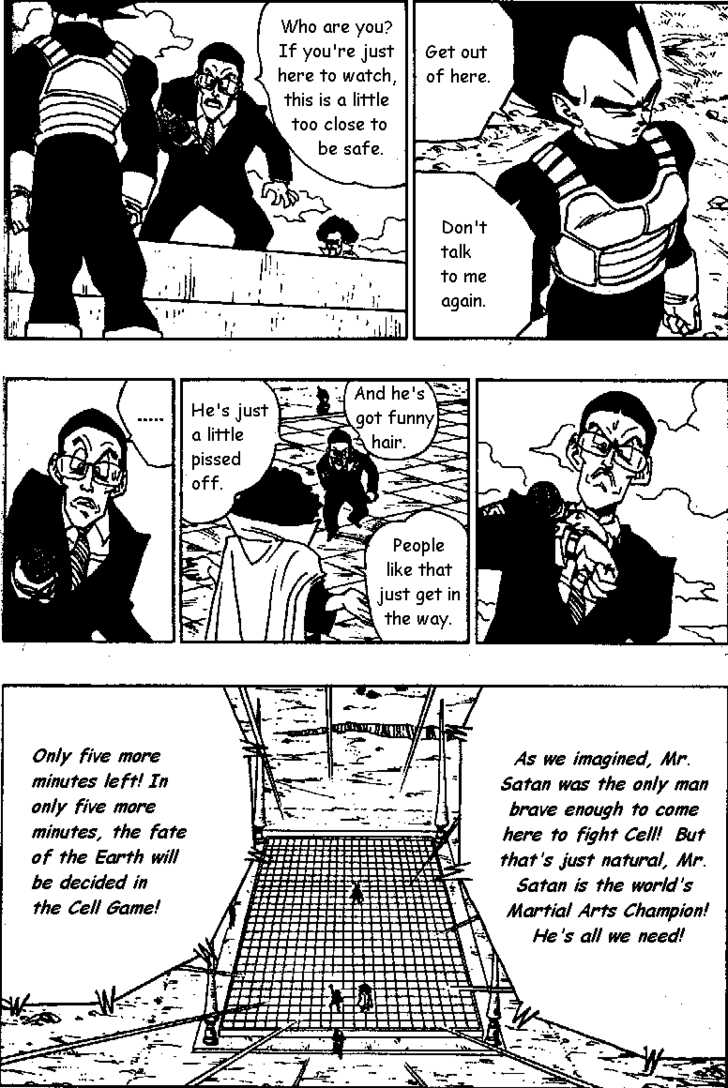 Who are you?
If you're just
here to watch,
this is a little
too close to
be safe.
Get out
of here.
Don't
talk
to me
again.
.....
He's just
a little
pissed
off.
And he's
got funny
hair.
People
like that
just get in
the way.
Only five more
minutes left! In
only five more
minutes, the fate
of the Earth will
be decided in
the Cell Game!
As we imagined, Mr.
Satan was the only man
brave enough to come
here to fight Cell! But
that's just natural, Mr.
Satan is the world's
Martial Arts Champion!
He's all we need!